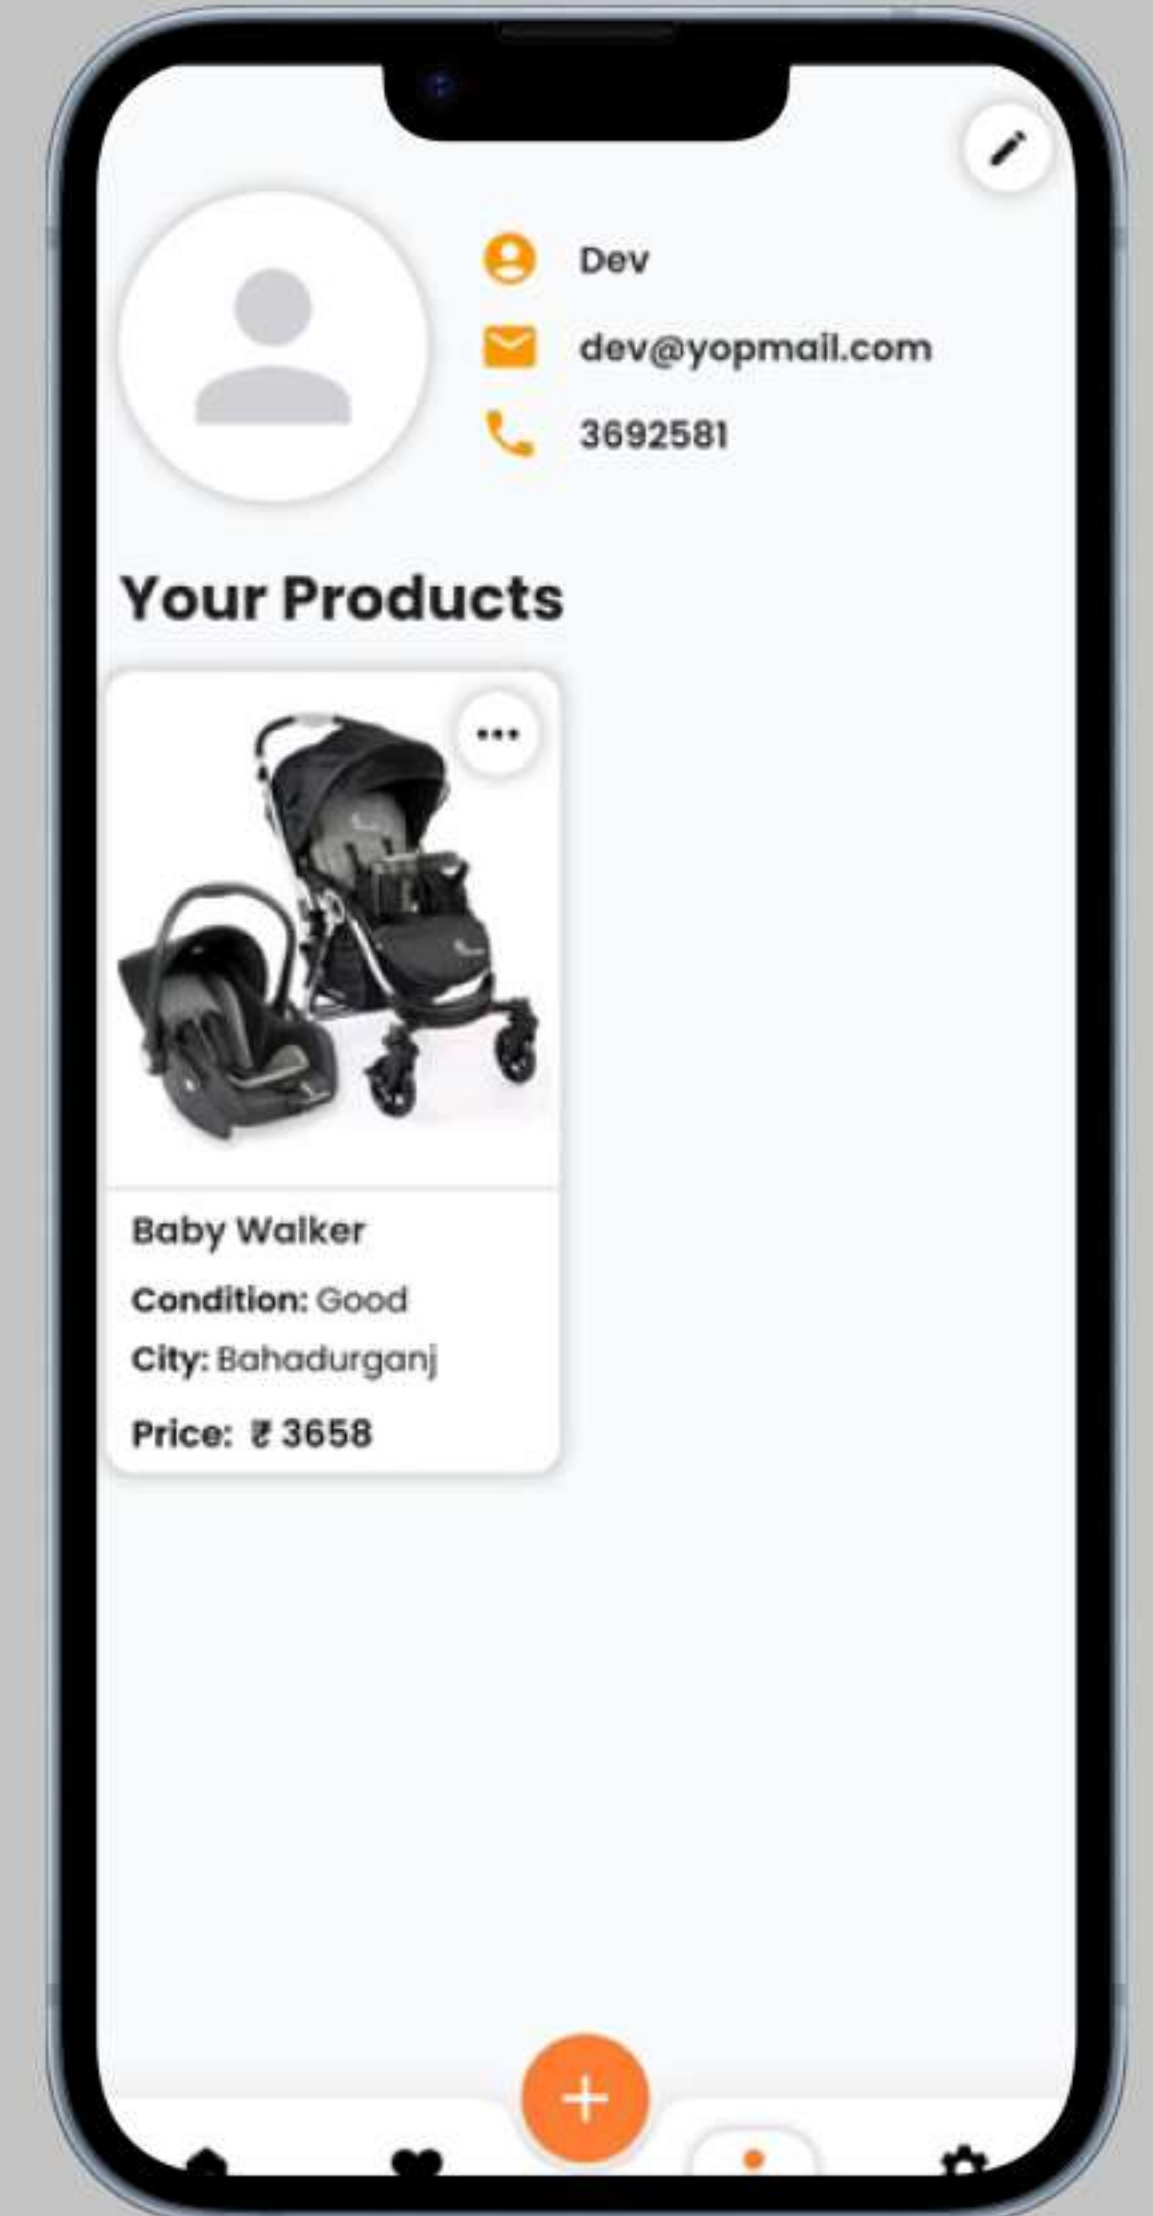 Dev
dev@yopmail.com
3692581
Your Products
Baby Walker
Condition: Good
City: Bahadurganj
Price: ₹ 3658